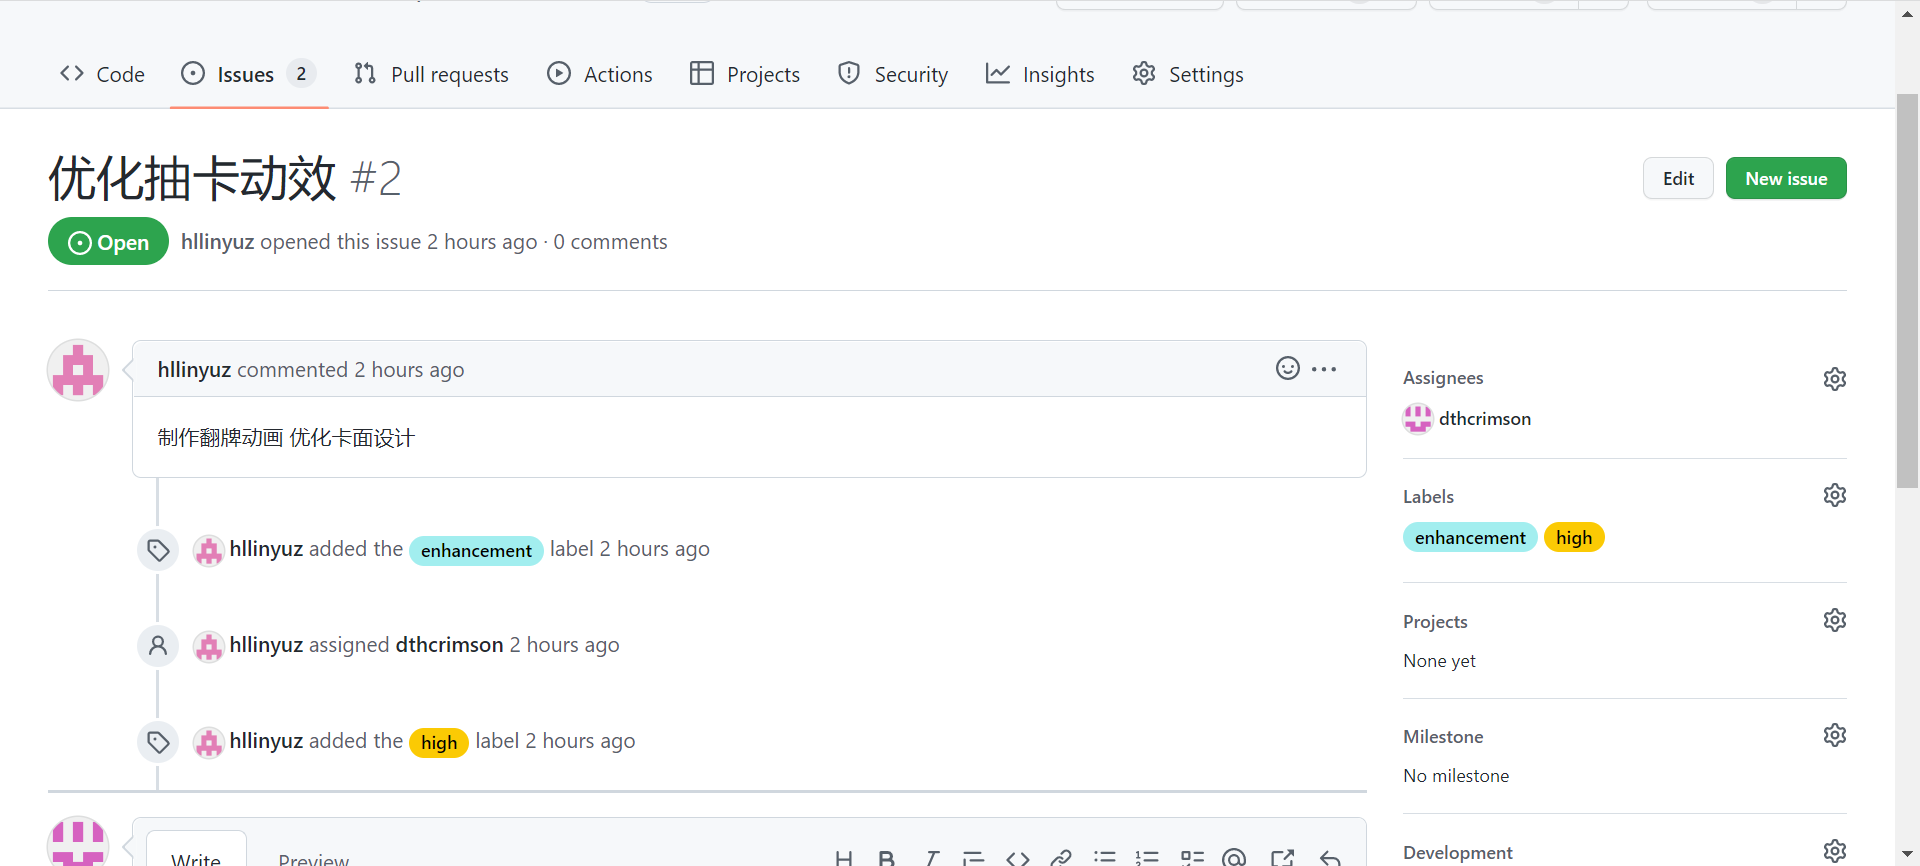 Code Issues 2 Pull requests Actions Projects Security Insights Settings
优化抽卡动效 #2
Edit New issue
Open hllinyuz opened this issue 2 hours ago · 0 comments
hllinyuz commented 2 hours ago
制作翻牌动画 优化卡面设计
hllinyuz added the enhancement label 2 hours ago
hllinyuz assigned dthcrimson 2 hours ago
hllinyuz added the high label 2 hours ago
Write Preview
Assignees
dthcrimson
Labels
enhancement high
Projects
None yet
Milestone
No milestone
Development